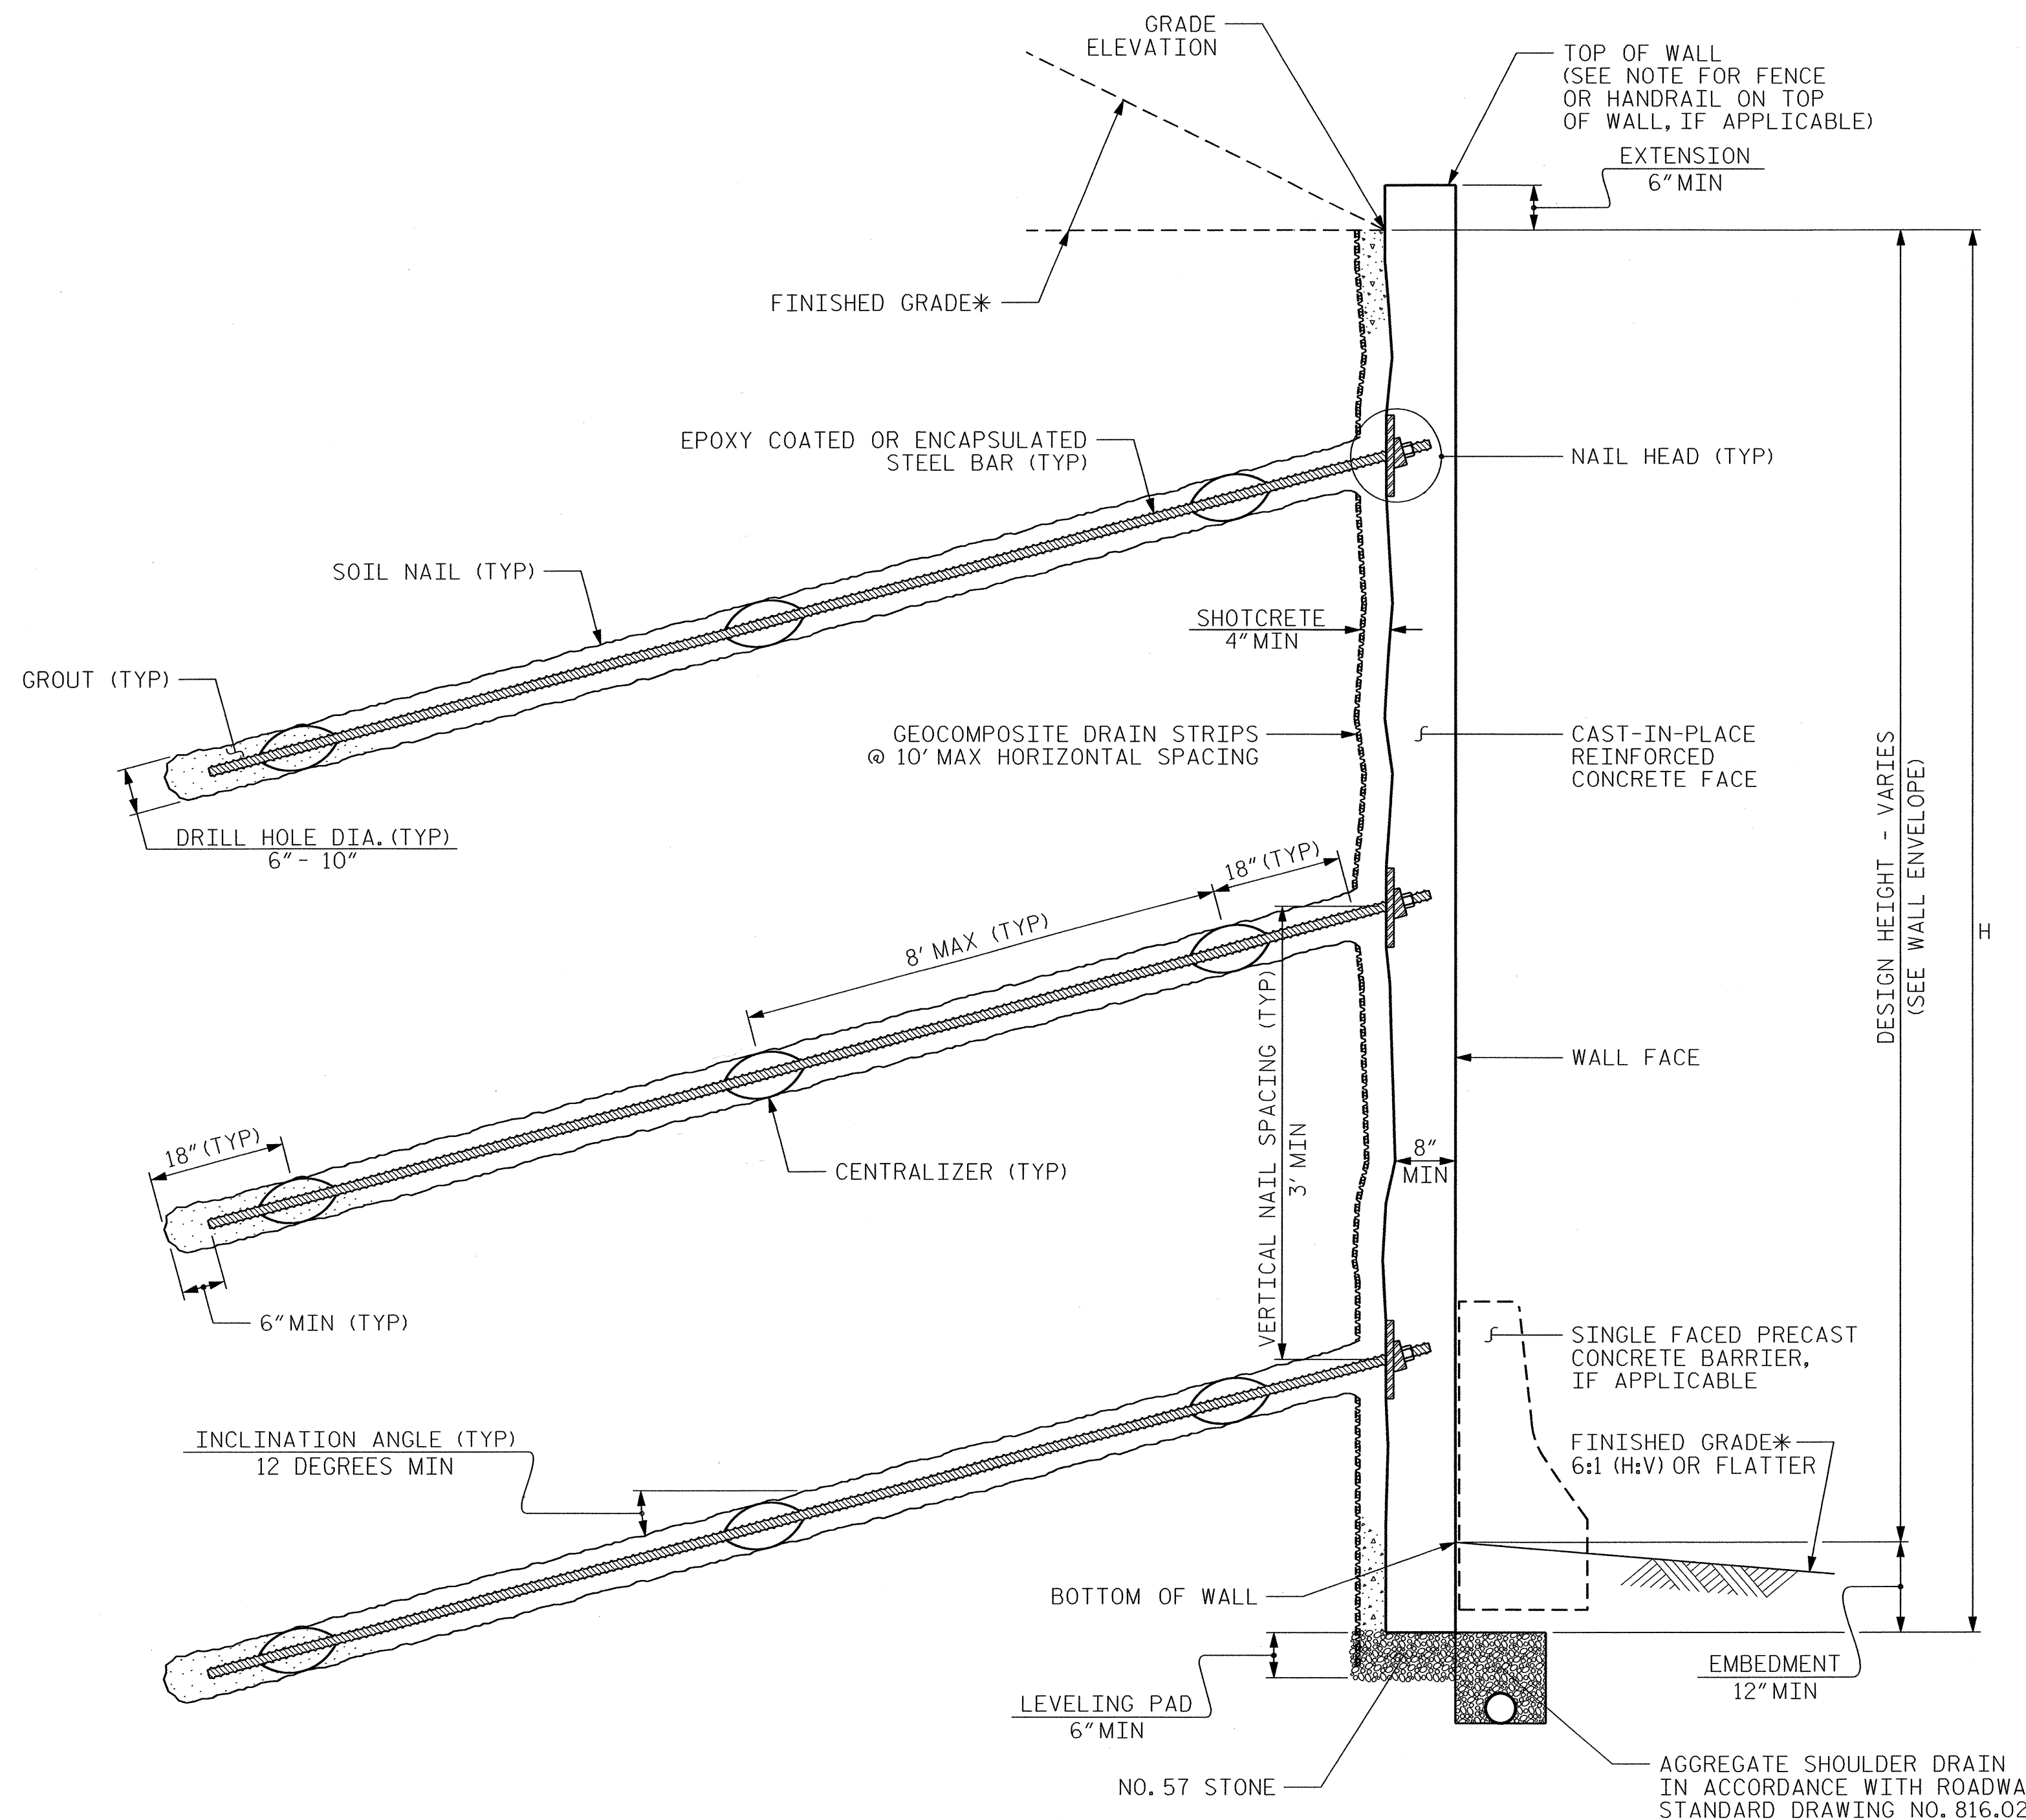 GRADE
ELEVATION
TOP OF WALL
(SEE NOTE FOR FENCE
OR HANDRAIL ON TOP
OF WALL, IF APPLICABLE)
EXTENSION
6" MIN
FINISHED GRADE*
EPOXY COATED OR ENCAPSULATED
STEEL BAR (TYP)
NAIL HEAD (TYP)
SOIL NAIL (TYP)
SHOTCRETE
4" MIN
GROUT (TYP)
GEOCOMPOSITE DRAIN STRIPS
@ 10' MAX HORIZONTAL SPACING
CAST-IN-PLACE
REINFORCED
CONCRETE FACE
DRILL HOLE DIA. (TYP)
6" - 10"
18" (TYP)
8' MAX (TYP)
DESIGN HEIGHT - VARIES
(SEE WALL ENVELOPE)
H
WALL FACE
VERTICAL NAIL SPACING (TYP)
3' MIN
18" (TYP)
CENTRALIZER (TYP)
8"
MIN
6" MIN (TYP)
SINGLE FACED PRECAST
CONCRETE BARRIER,
IF APPLICABLE
INCLINATION ANGLE (TYP)
12 DEGREES MIN
FINISHED GRADE*
6:1 (H:V) OR FLATTER
BOTTOM OF WALL
EMBEDMENT
12" MIN
LEVELING PAD
6" MIN
NO. 57 STONE
AGGREGATE SHOULDER DRAIN
IN ACCORDANCE WITH ROADWA
STANDARD DRAWING NO. 816.02